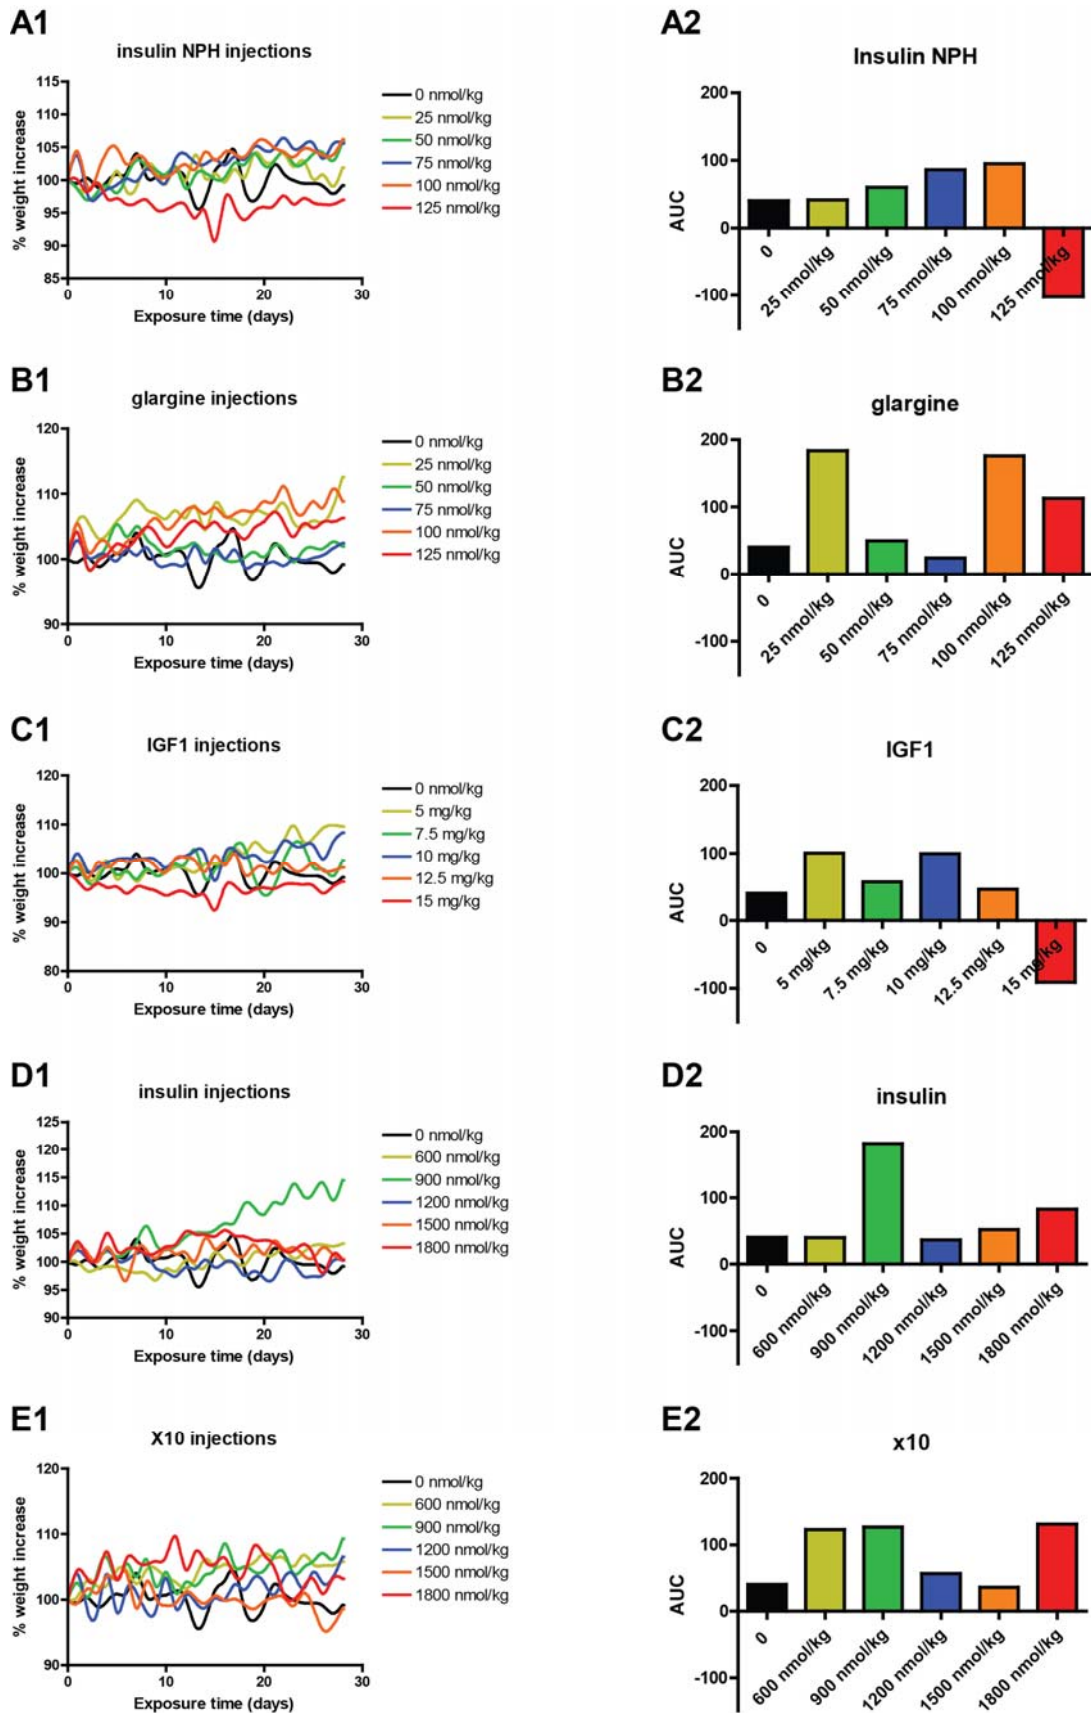 A1
insulin NPH injections
% weight increase
115
110
105
100
95
90
85
0
10
20
30
Exposure time (days)
0 nmol/kg
25 nmol/kg
50 nmol/kg
75 nmol/kg
100 nmol/kg
125 nmol/kg
A2
Insulin NPH
AUC
200
100
0
-100
0
25 nmol/kg
50 nmol/kg
75 nmol/kg
100 nmol/kg
125 nmol/kg
B1
glargine injections
% weight increase
120
110
100
90
0
10
20
30
Exposure time (days)
0 nmol/kg
25 nmol/kg
50 nmol/kg
75 nmol/kg
100 nmol/kg
125 nmol/kg
B2
glargine
AUC
200
100
0
-100
0
25 nmol/kg
50 nmol/kg
75 nmol/kg
100 nmol/kg
125 nmol/kg
C1
IGF1 injections
% weight increase
120
110
100
90
80
0
10
20
30
Exposure time (days)
0 nmol/kg
5 mg/kg
7.5 mg/kg
10 mg/kg
12.5 mg/kg
15 mg/kg
C2
IGF1
AUC
200
100
0
-100
0
5 mg/kg
7.5 mg/kg
10 mg/kg
12.5 mg/kg
15 mg/kg
D1
insulin injections
% weight increase
125
120
115
110
105
100
95
90
0
10
20
30
Exposure time (days)
0 nmol/kg
600 nmol/kg
900 nmol/kg
1200 nmol/kg
1500 nmol/kg
1800 nmol/kg
D2
insulin
AUC
200
100
0
-100
0
600 nmol/kg
900 nmol/kg
1200 nmol/kg
1500 nmol/kg
1800 nmol/kg
E1
X10 injections
% weight increase
120
110
100
90
0
10
20
30
Exposure time (days)
0 nmol/kg
600 nmol/kg
900 nmol/kg
1200 nmol/kg
1500 nmol/kg
1800 nmol/kg
E2
x10
AUC
200
100
0
-100
0
600 nmol/kg
900 nmol/kg
1200 nmol/kg
1500 nmol/kg
1800 nmol/kg